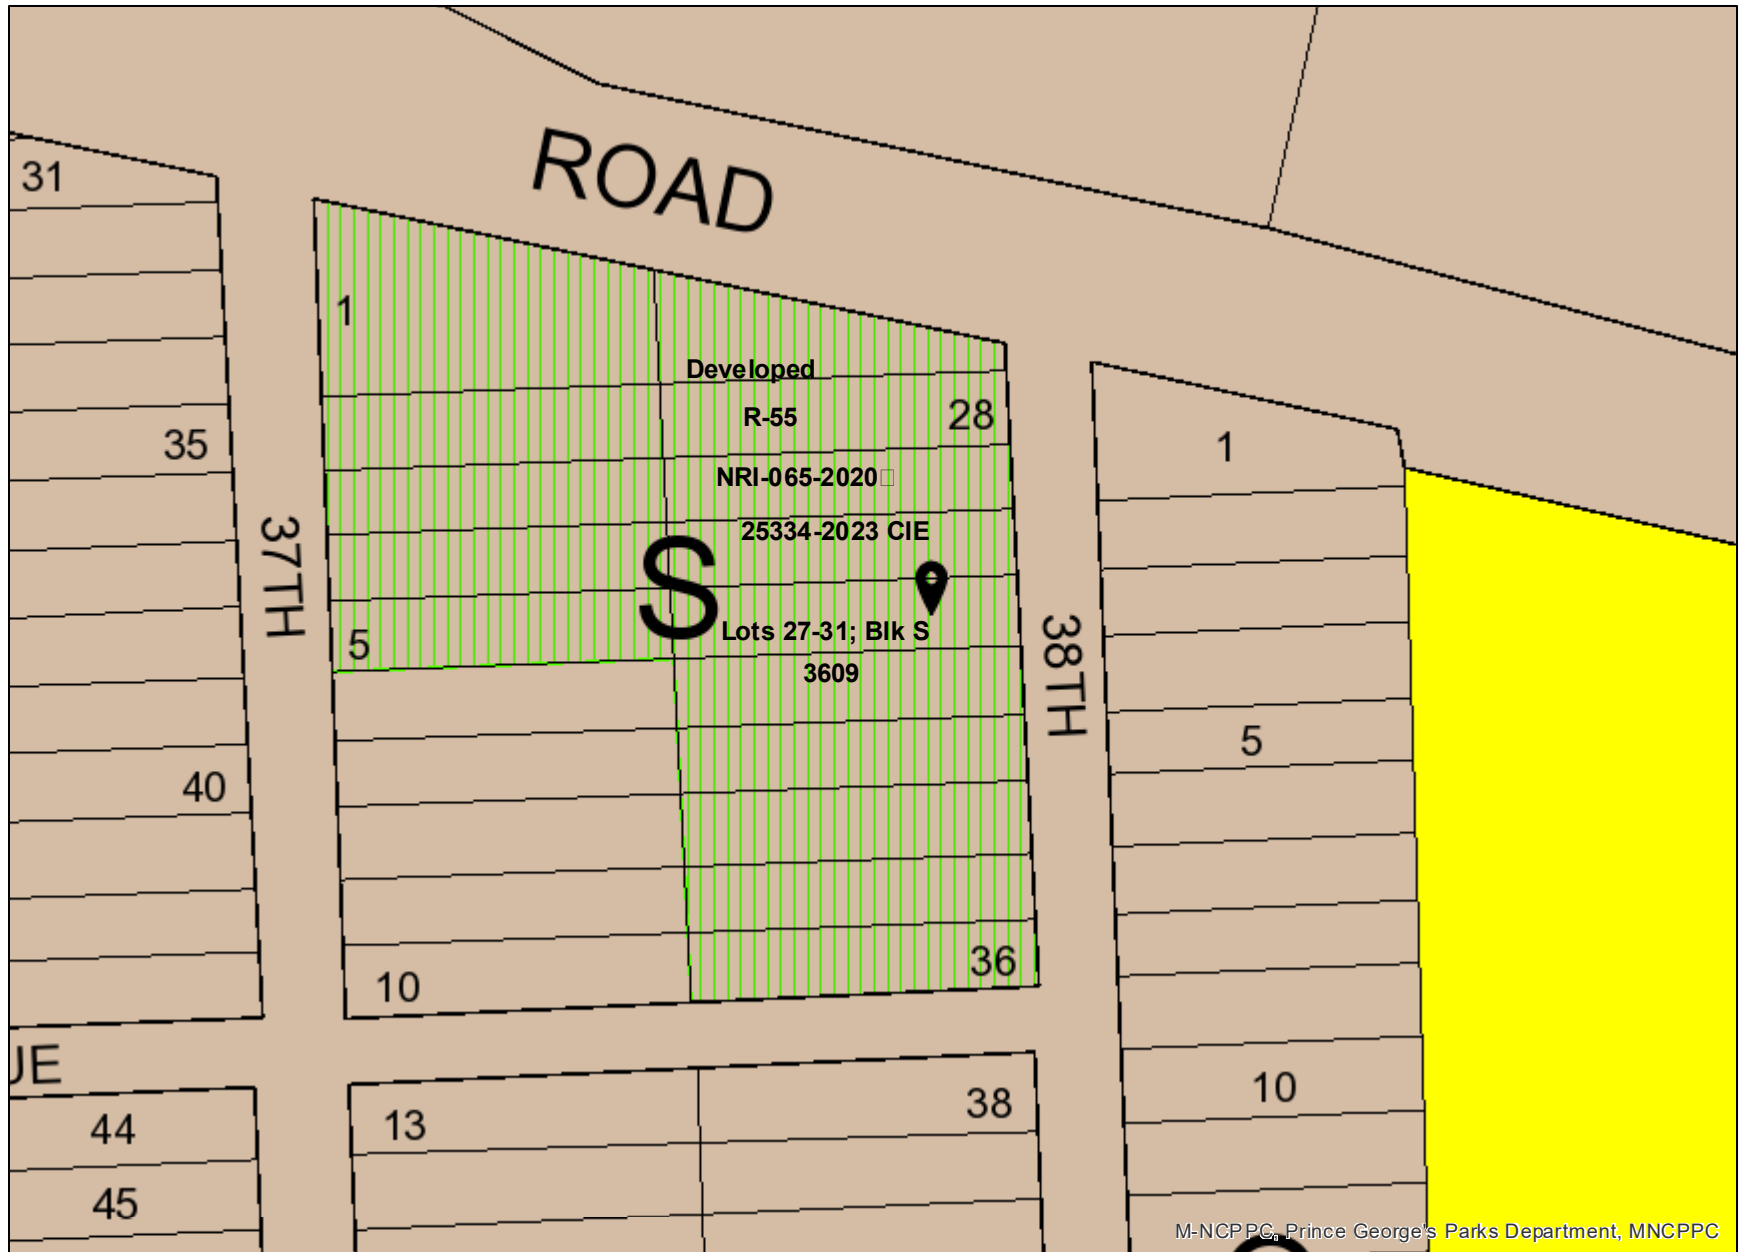 ROAD
31
1
Developed
R-55
28
1
35
NRI-065-2020
25334-2023 CIE
37TH
S
38TH
5
Lots 27-31; Blk S
3609
5
40
36
10
UE
10
44
13
38
45
M-NCPPC, Prince George's Parks Department, MNCPPC